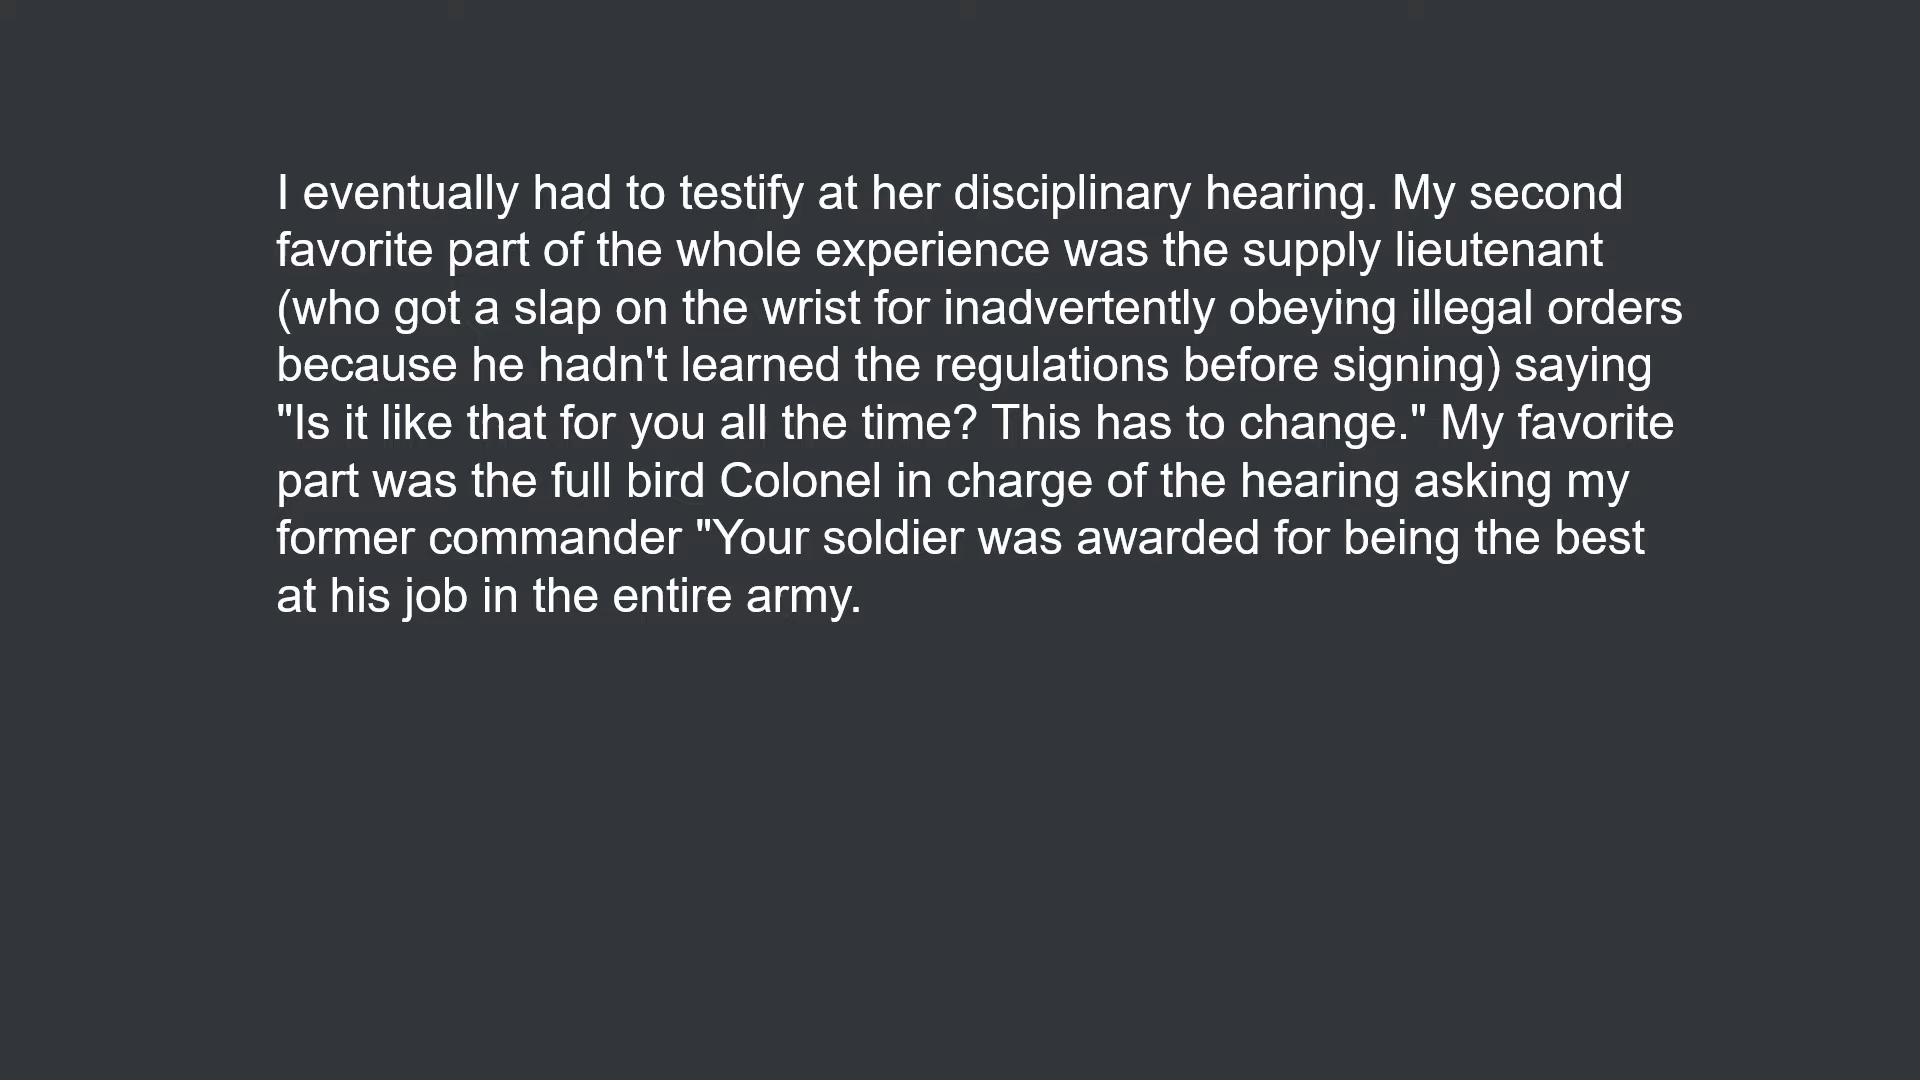 I eventually had to testify at her disciplinary hearing. My second
favorite part of the whole experience was the supply lieutenant
(who got a slap on the wrist for inadvertently obeying illegal orders
because he hadn't learned the regulations before signing) saying
"Is it like that for you all the time? This has to change." My favorite
part was the full bird Colonel in charge of the hearing asking my
former commander "Your soldier was awarded for being the best
at his job in the entire army.